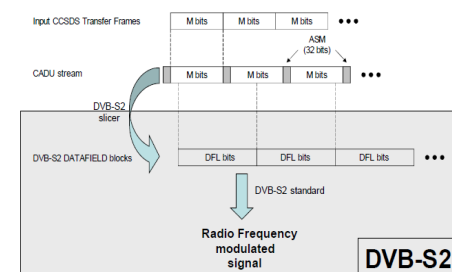 Input CCSDS Transfer Frames
M bits M bits M bits
ASM
(32 bits)
CADU stream
M bits M bits M bits
DVB-S2
slicer
DVB-S2 DATAFIELD blocks
DFL bits DFL bits DFL bits
DVB-S2 standard
Radio Frequency
modulated
signal
DVB-S2